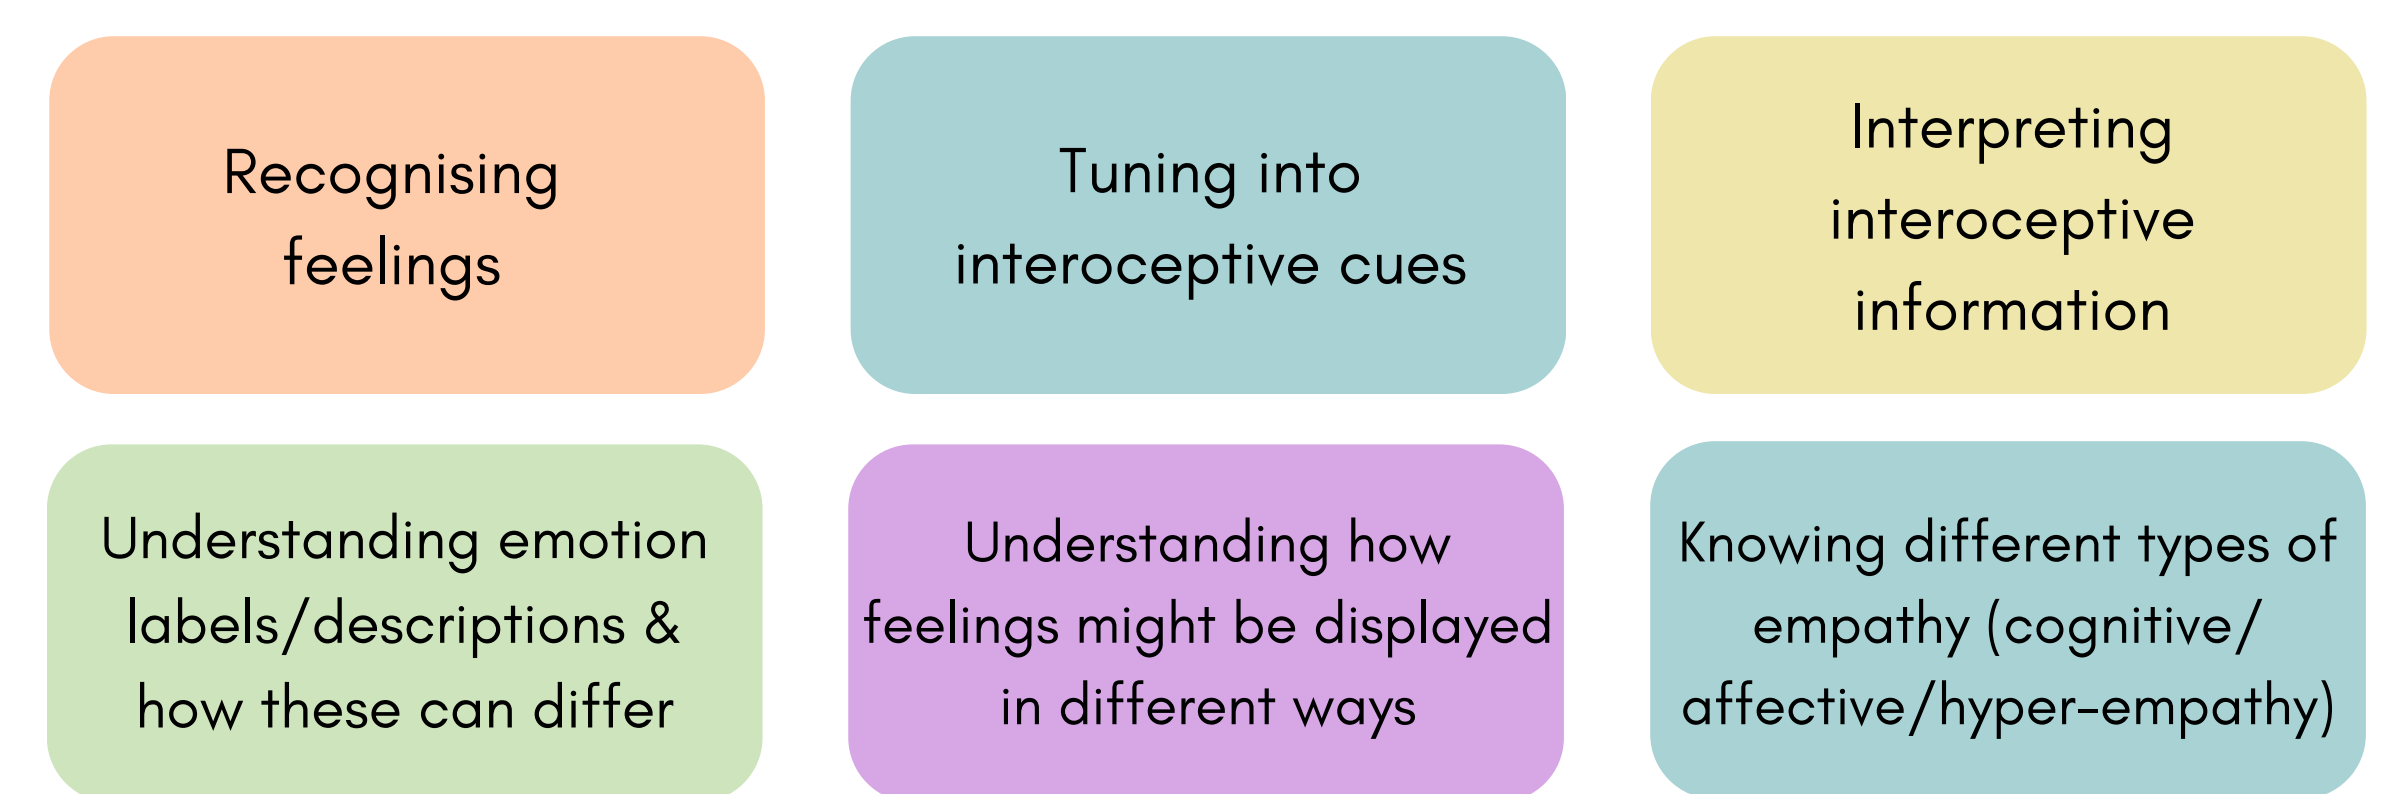 Recognising
feelings
Tuning into
interoceptive cues
Interpreting
interoceptive
information
Understanding emotion
labels/descriptions &
how these can differ
Understanding how
feelings might be displayed
in different ways
Knowing different types of
empathy (cognitive/
affective/hyper-empathy)